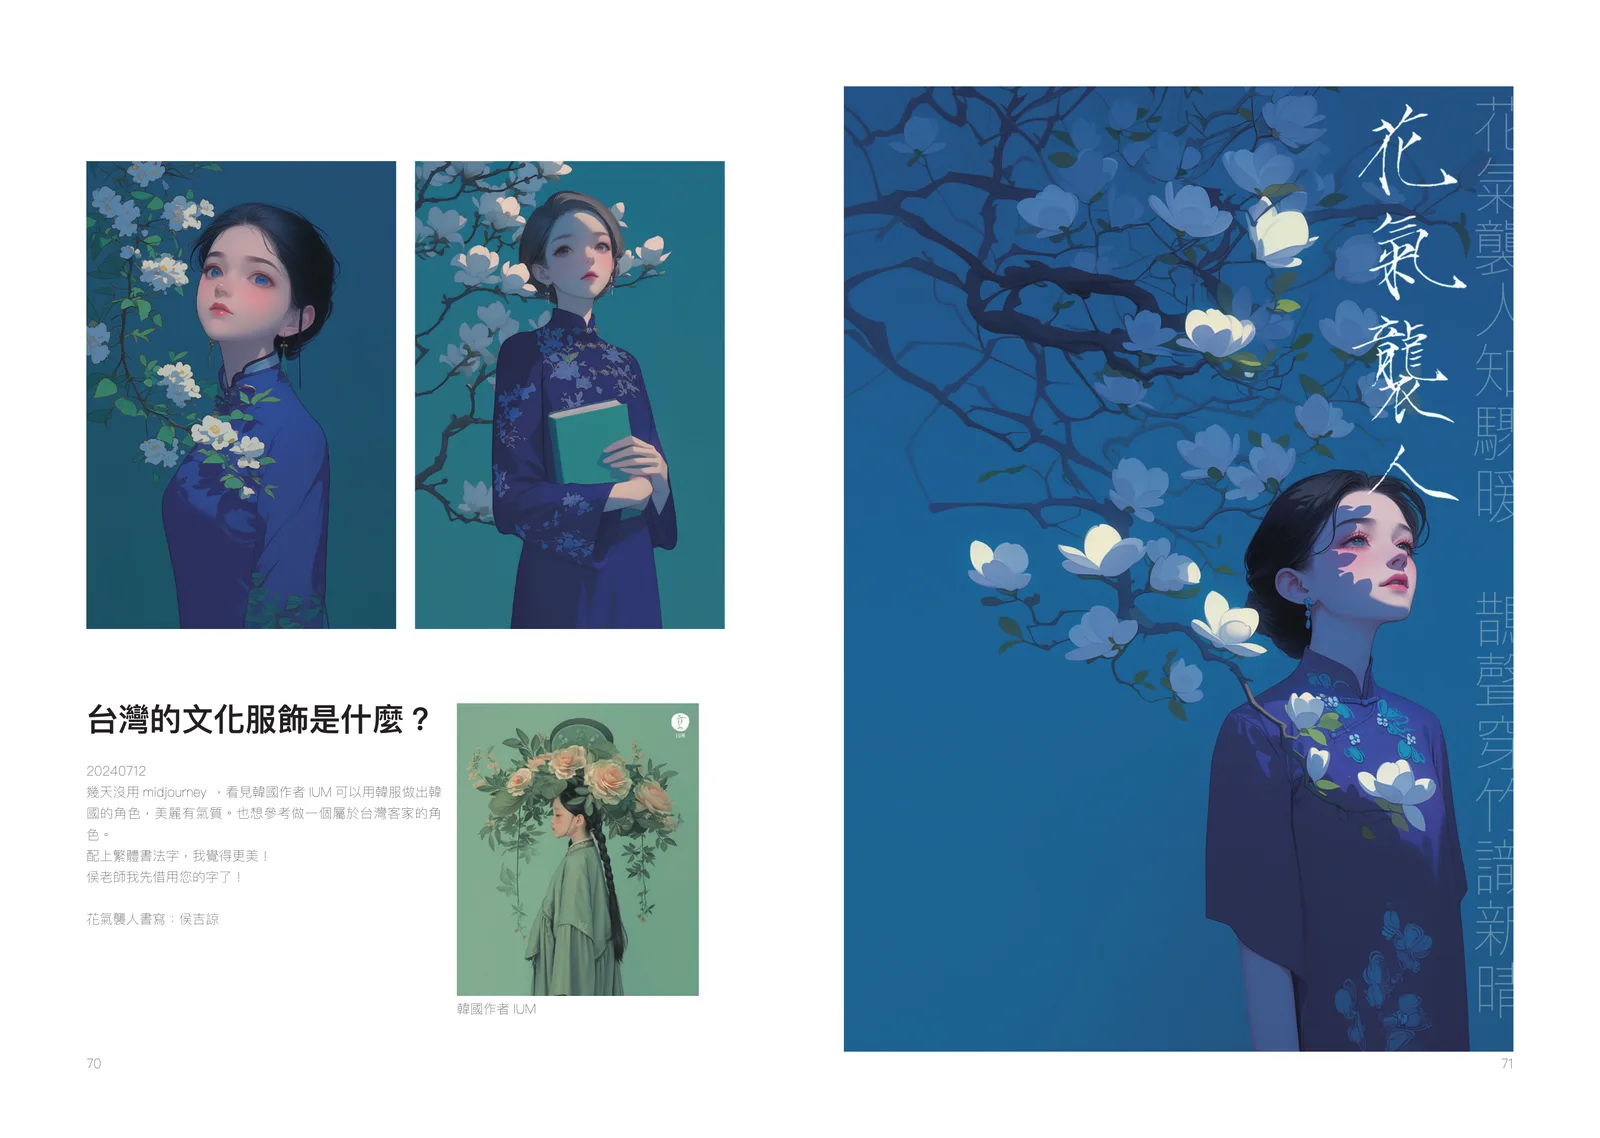 台灣的文化服飾是什麼？
20240712
幾天沒用 midjourney ，看見韓國作者 IUM 可以用韓服做出韓
國的角色，美麗有氣質。也想參考做一個屬於台灣客家的角
色。
配上繁體書法字，我覺得更美！
侯老師我先借用您的字了！
花氣襲人書寫：侯吉諒
IUM
韓國作者 IUM
70
花氣襲人
花氣襲人知驟暖 鵲聲穿竹諦新晴
71